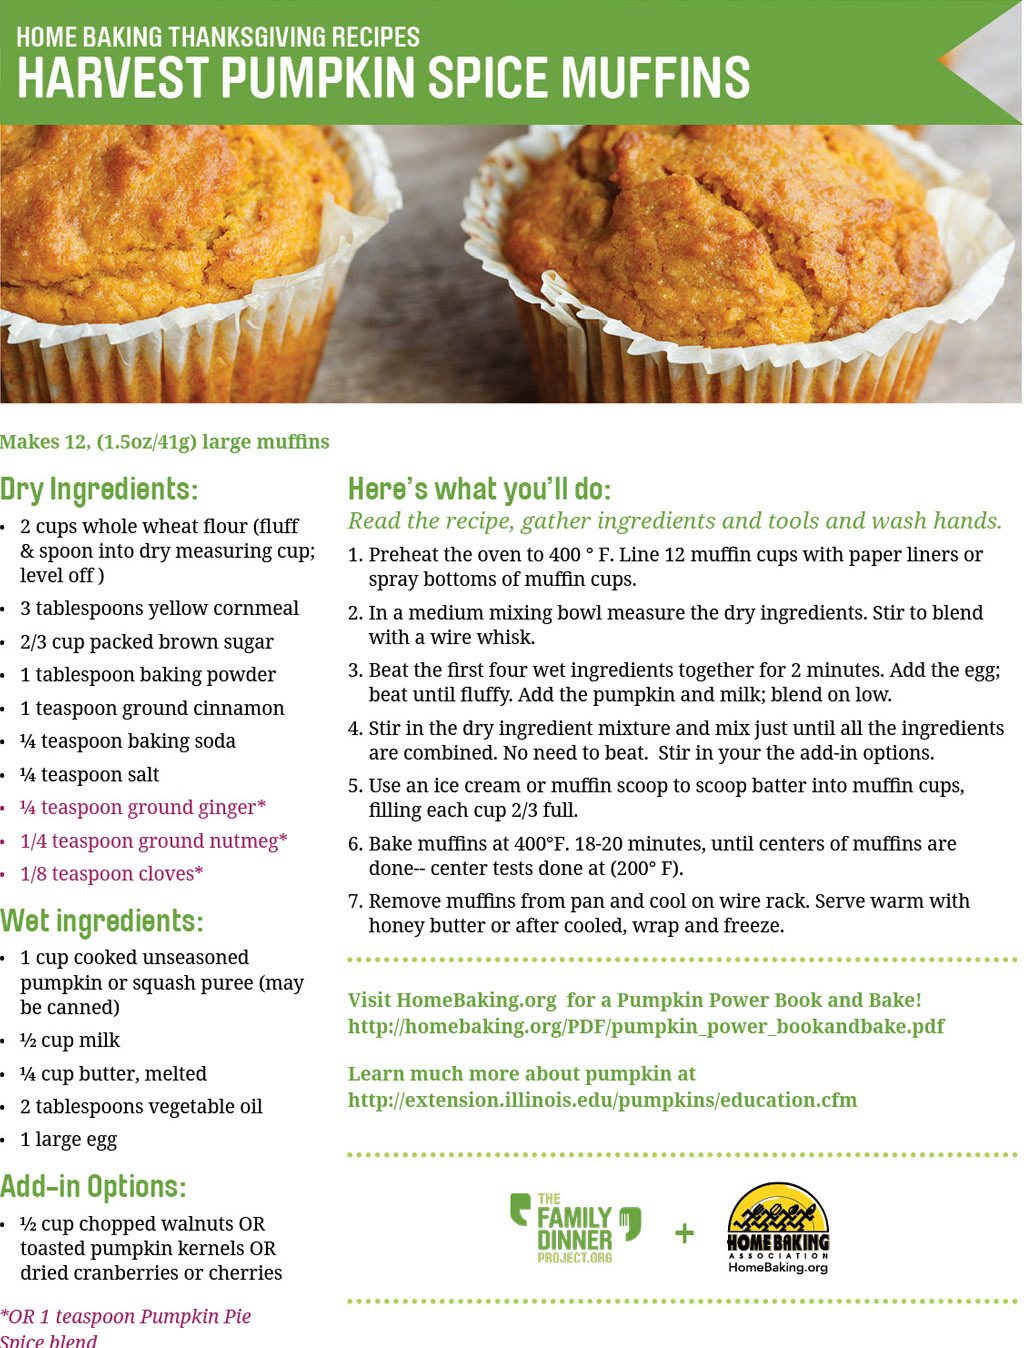 HOME BAKING THANKSGIVING RECIPES
HARVEST PUMPKIN SPICE MUFFINS
Makes 12, (1.5oz/41g) large muffins
Dry Ingredients:
• 2 cups whole wheat flour (fluff
& spoon into dry measuring cup;
level off )
• 3 tablespoons yellow cornmeal
• 2/3 cup packed brown sugar
• 1 tablespoon baking powder
• 1 teaspoon ground cinnamon
• ¼ teaspoon baking soda
• ¼ teaspoon salt
• ¼ teaspoon ground ginger*
• 1/4 teaspoon ground nutmeg*
• 1/8 teaspoon cloves*
Wet ingredients:
• 1 cup cooked unseasoned
pumpkin or squash puree (may
be canned)
• ½ cup milk
• ¼ cup butter, melted
• 2 tablespoons vegetable oil
• 1 large egg
Add-in Options:
• ½ cup chopped walnuts OR
toasted pumpkin kernels OR
dried cranberries or cherries
*OR 1 teaspoon Pumpkin Pie
Spice blend
Here's what you'll do:
Read the recipe, gather ingredients and tools and wash hands.
1. Preheat the oven to 400 ° F. Line 12 muffin cups with paper liners or
spray bottoms of muffin cups.
2. In a medium mixing bowl measure the dry ingredients. Stir to blend
with a wire whisk.
3. Beat the first four wet ingredients together for 2 minutes. Add the egg;
beat until fluffy. Add the pumpkin and milk; blend on low.
4. Stir in the dry ingredient mixture and mix just until all the ingredients
are combined. No need to beat.  Stir in your the add-in options.
5. Use an ice cream or muffin scoop to scoop batter into muffin cups,
filling each cup 2/3 full.
6. Bake muffins at 400°F. 18-20 minutes, until centers of muffins are
done-- center tests done at (200° F).
7. Remove muffins from pan and cool on wire rack. Serve warm with
honey butter or after cooled, wrap and freeze.
Visit HomeBaking.org  for a Pumpkin Power Book and Bake!
http://homebaking.org/PDF/pumpkin_power_bookandbake.pdf
Learn much more about pumpkin at
http://extension.illinois.edu/pumpkins/education.cfm
THE
FAMILY
DINNER
PROJECT.ORG
+
HOME BAKING
ASSOCIATION
HomeBaking.org